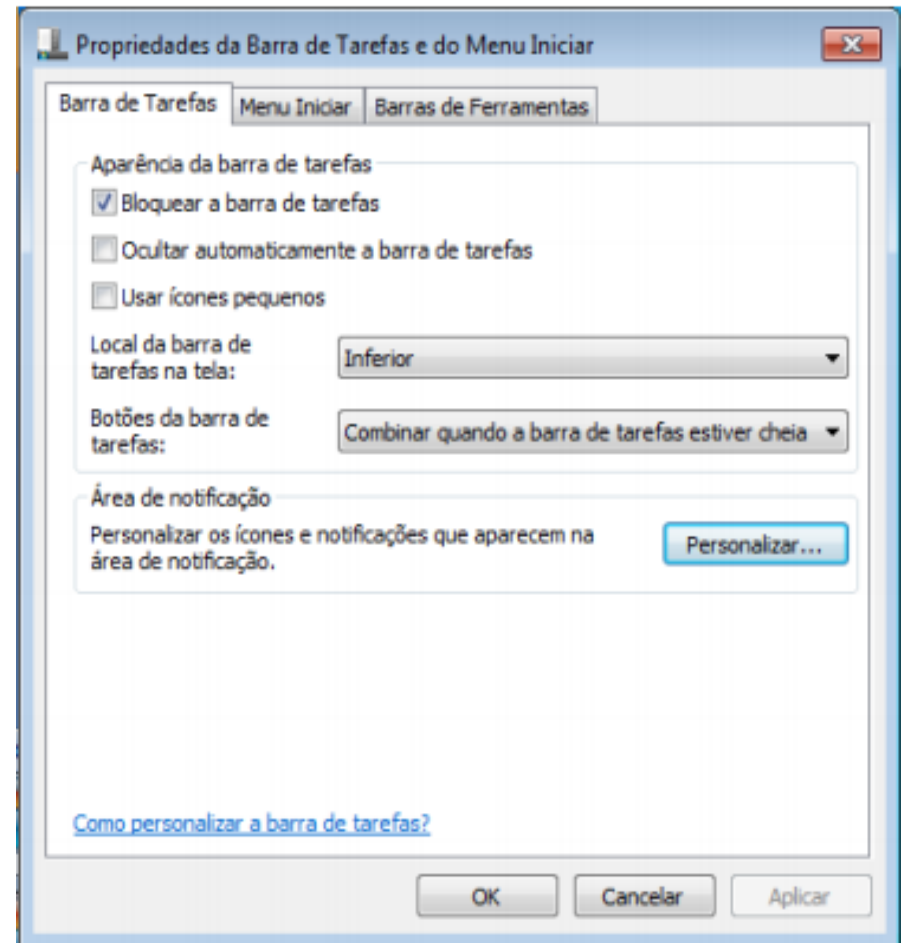 Propriedades da Barra de Tarefas e do Menu Iniciar
Barra de Tarefas Menu Iniciar Barras de Ferramentas
Aparência da barra de tarefas
Bloquear a barra de tarefas
Ocultar automaticamente a barra de tarefas
Usar ícones pequenos
Local da barra de
tarefas na tela:
Inferior
Botões da barra de
tarefas:
Combinar quando a barra de tarefas estiver cheia
Área de notificação
Personalizar os ícones e notificações que aparecem na
área de notificação.
Personalizar...
Como personalizar a barra de tarefas?
OK Cancelar Aplicar